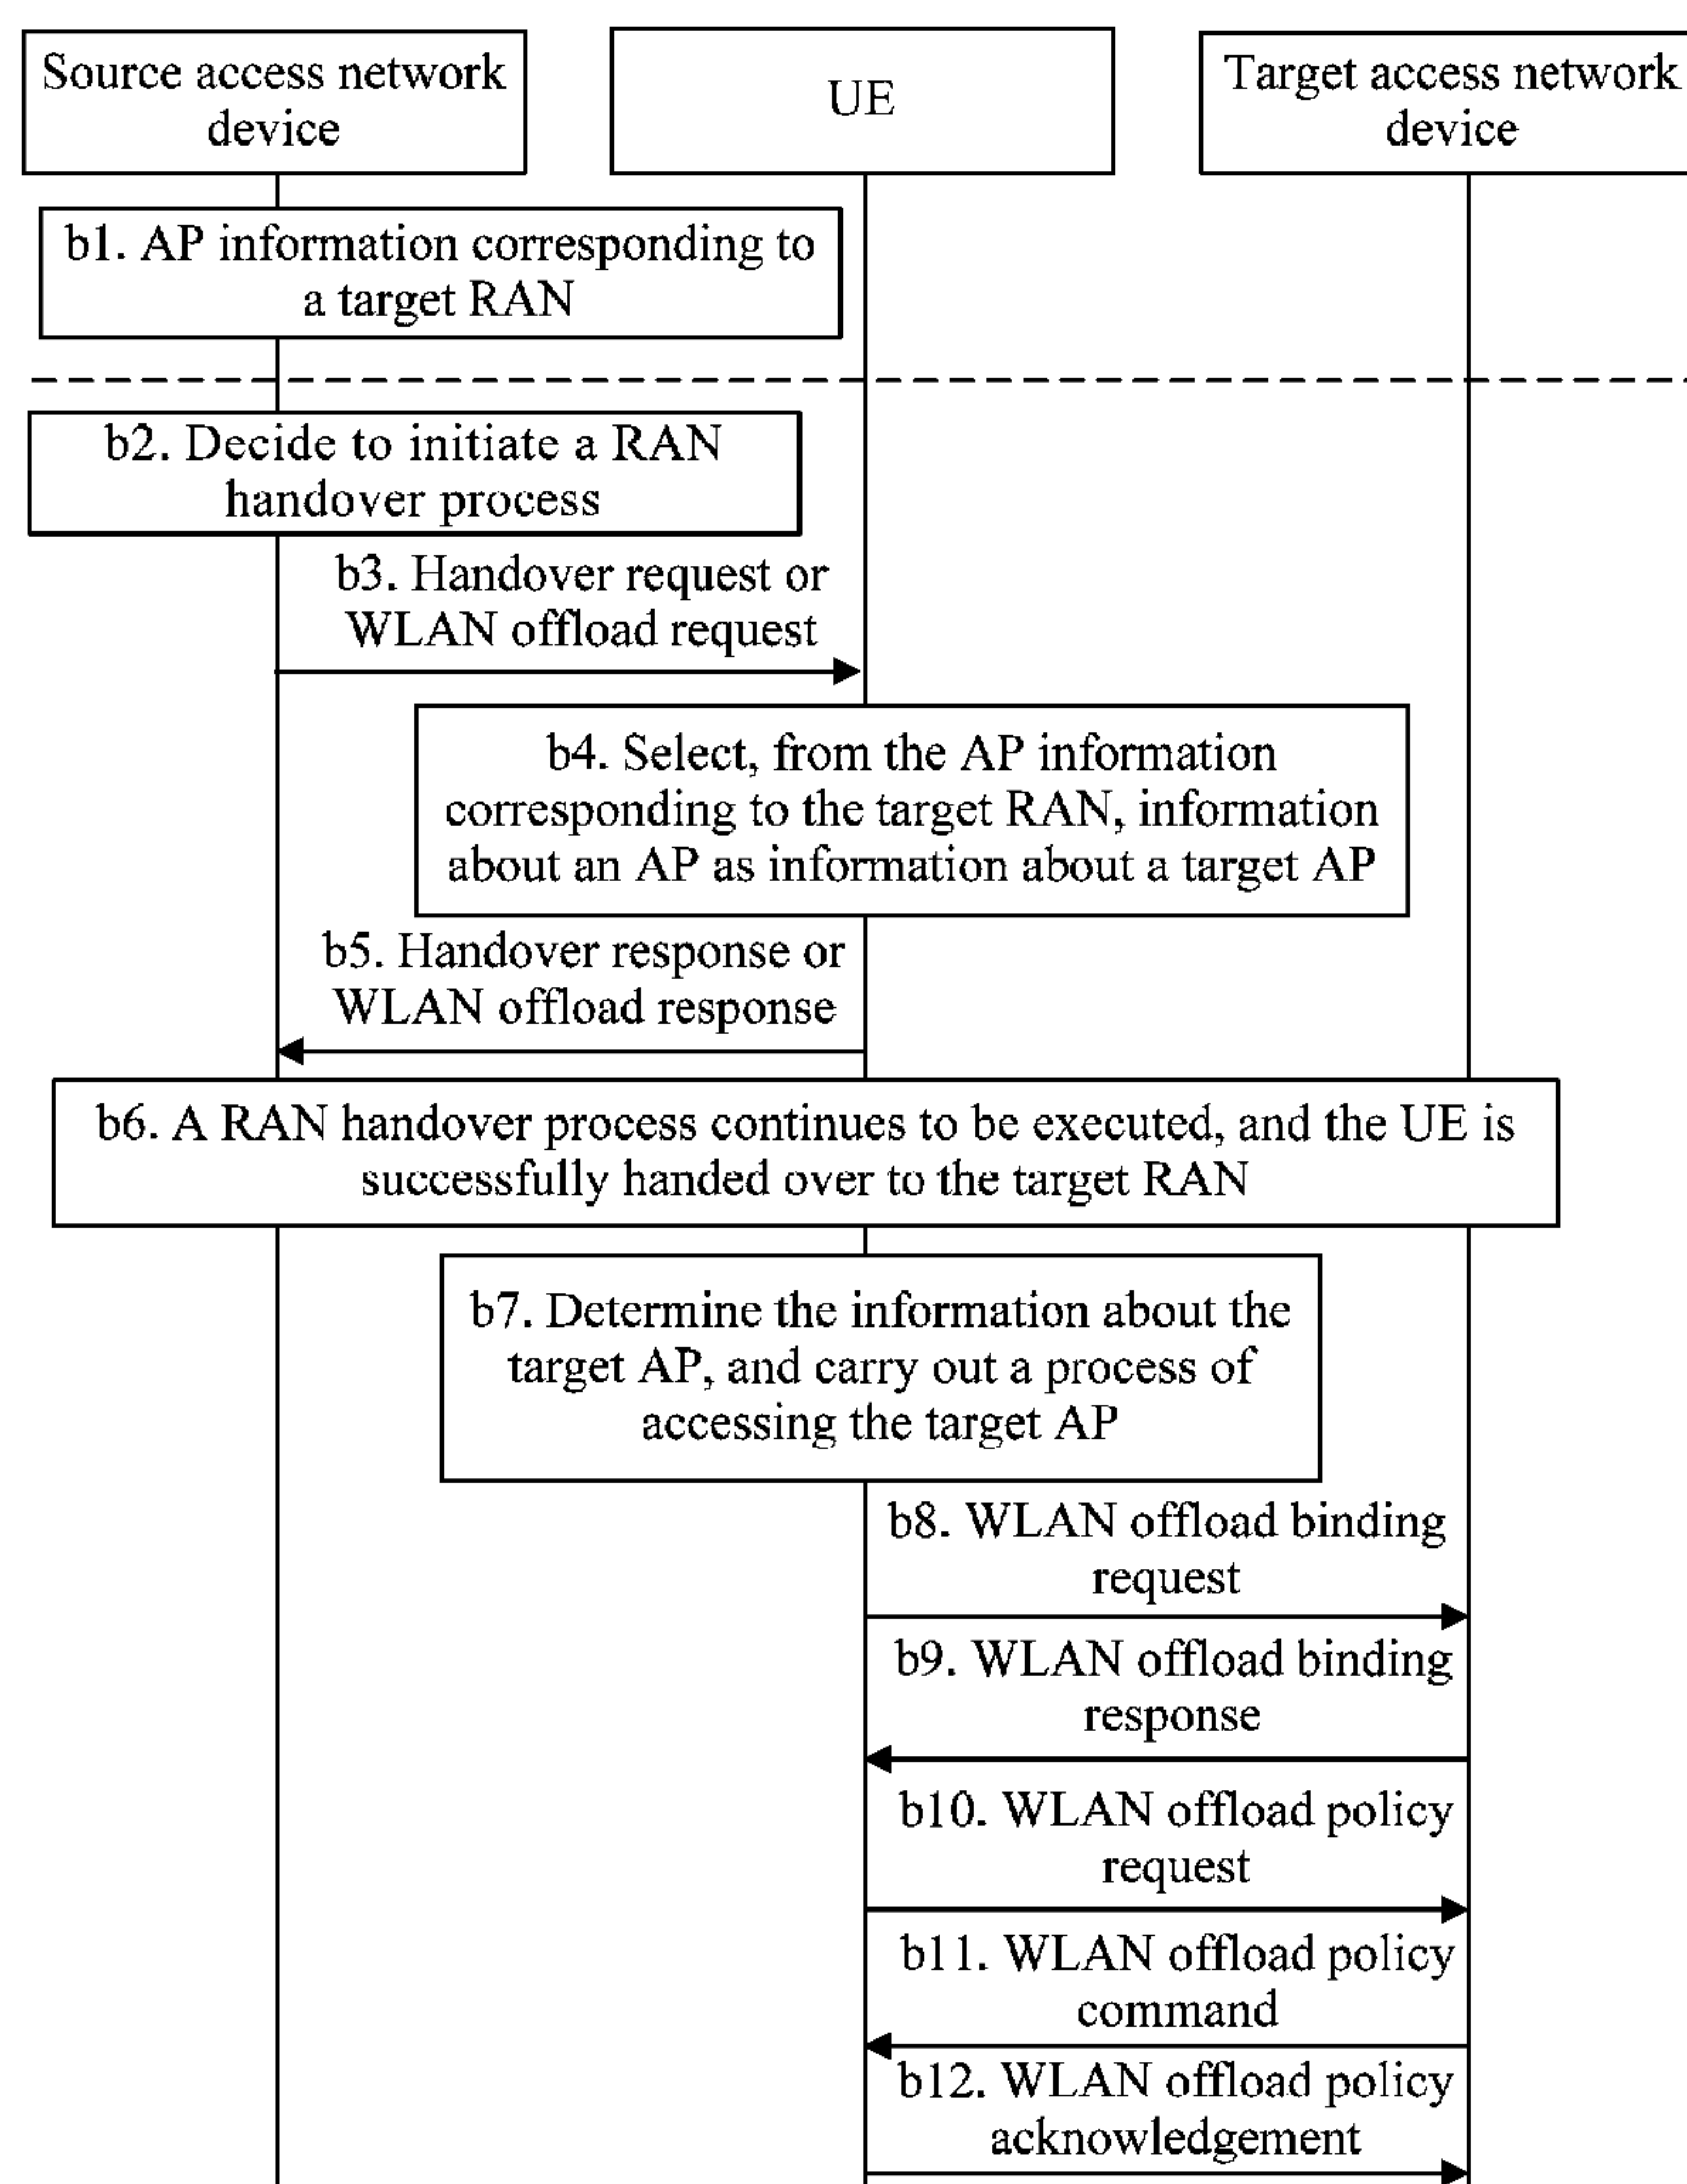 Source access network
device
UE
Target access network
device
b1. AP information corresponding to
a target RAN
b2. Decide to initiate a RAN
handover process
b3. Handover request or
WLAN offload request
b4. Select, from the AP information
corresponding to the target RAN, information
about an AP as information about a target AP
b5. Handover response or
WLAN offload response
b6. A RAN handover process continues to be executed, and the UE is
successfully handed over to the target RAN
b7. Determine the information about the
target AP, and carry out a process of
accessing the target AP
b8. WLAN offload binding
request
b9. WLAN offload binding
response
b10. WLAN offload policy
request
b11. WLAN offload policy
command
b12. WLAN offload policy
acknowledgement